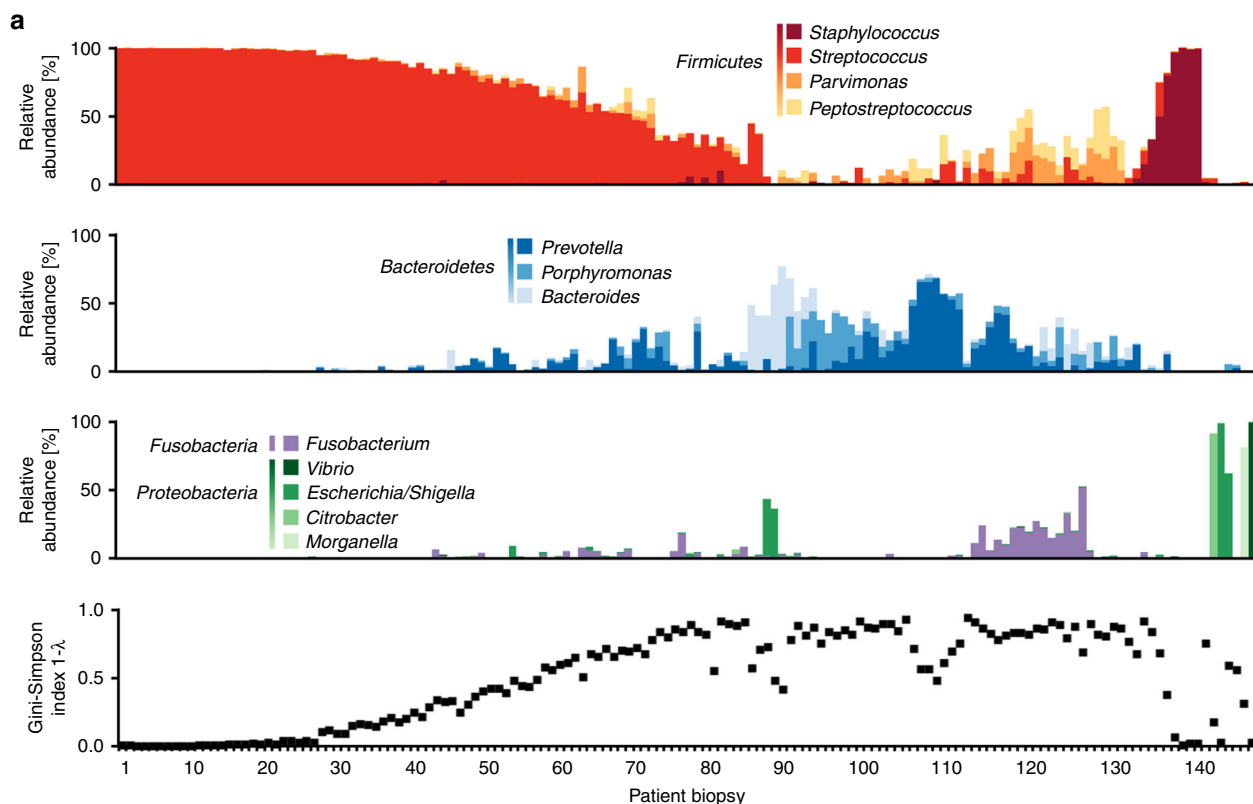 a
Relative
abundance [%]
100
50
0
Firmicutes
Staphylococcus
Streptococcus
Parvimonas
Peptostreptococcus
Relative
abundance [%]
100
50
0
Bacteroidetes
Prevotella
Porphyromonas
Bacteroides
Relative
abundance [%]
100
50
0
Fusobacteria
Fusobacterium
Proteobacteria
Vibrio
Escherichia/Shigella
Citrobacter
Morganella
Gini-Simpson
index 1-λ
1.0
0.5
0.0
1 10 20 30 40 50 60 70 80 90 100 110 120 130 140
Patient biopsy